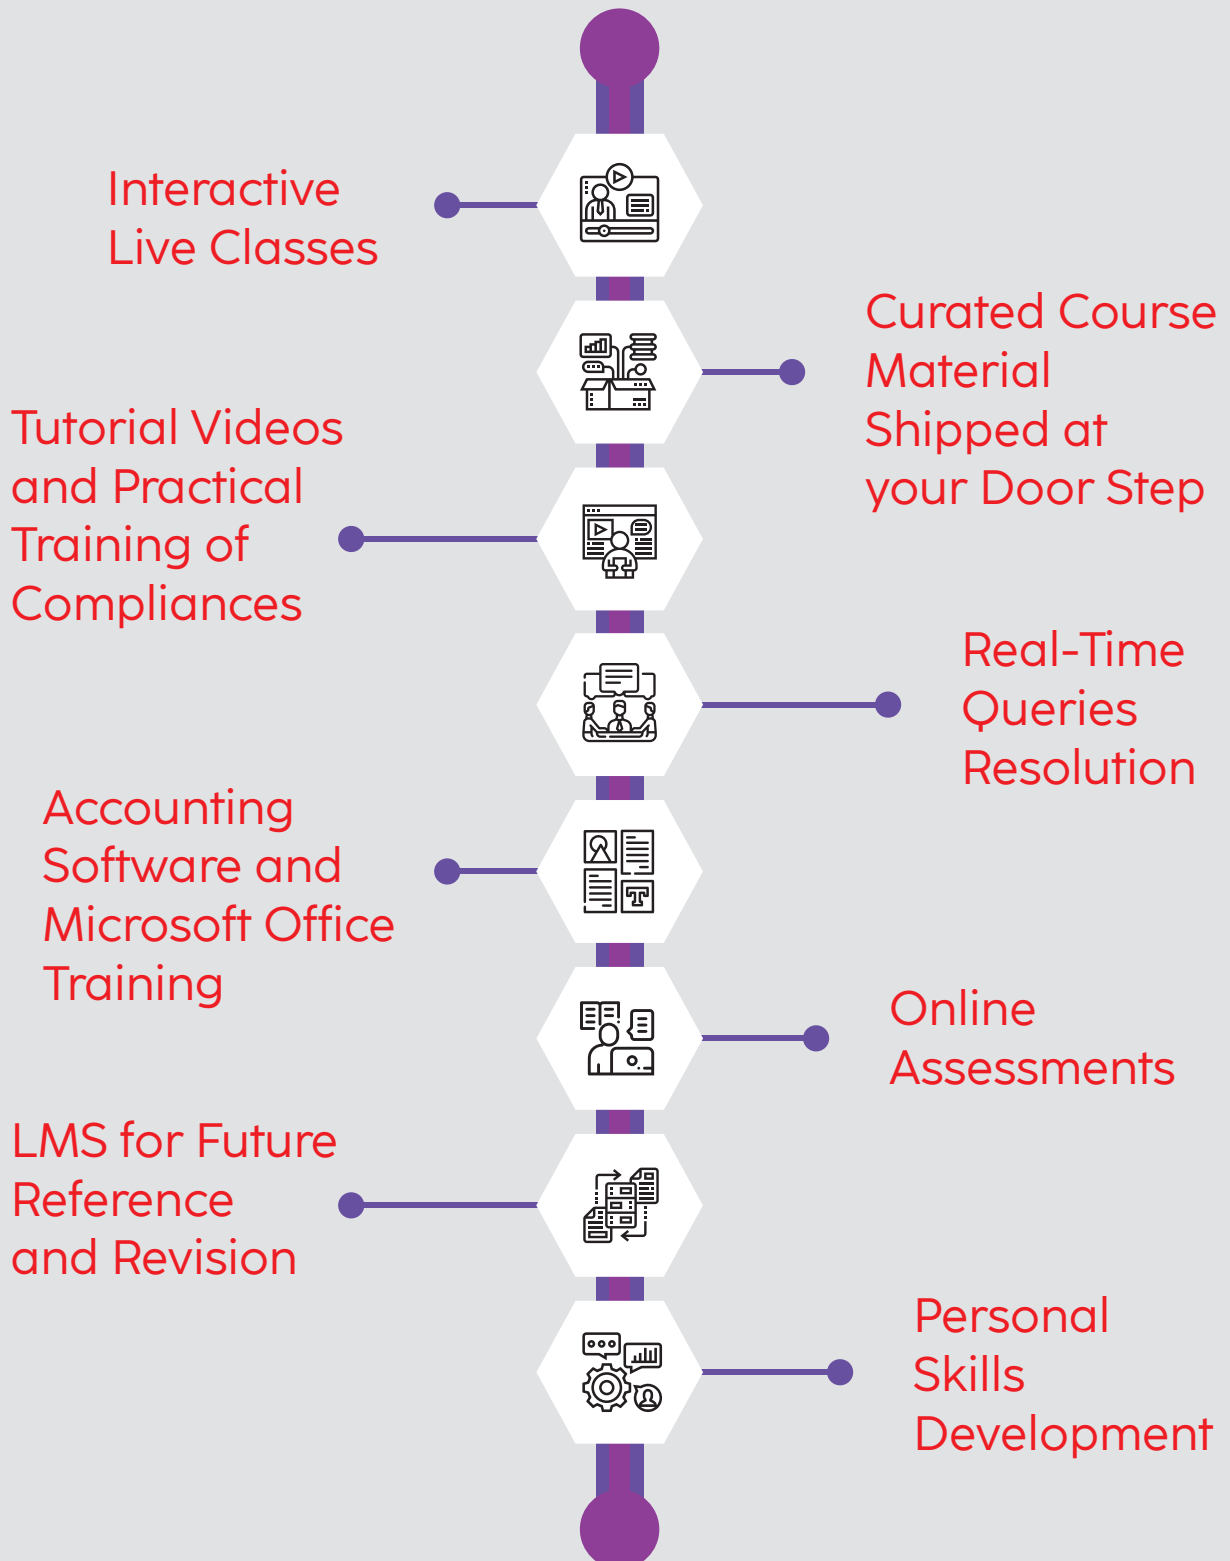 Interactive
Live Classes
Curated Course
Material
Shipped at
your Door Step
Tutorial Videos
and Practical
Training of
Compliances
Real-Time
Queries
Resolution
Accounting
Software and
Microsoft Office
Training
Online
Assessments
LMS for Future
Reference
and Revision
Personal
Skills
Development